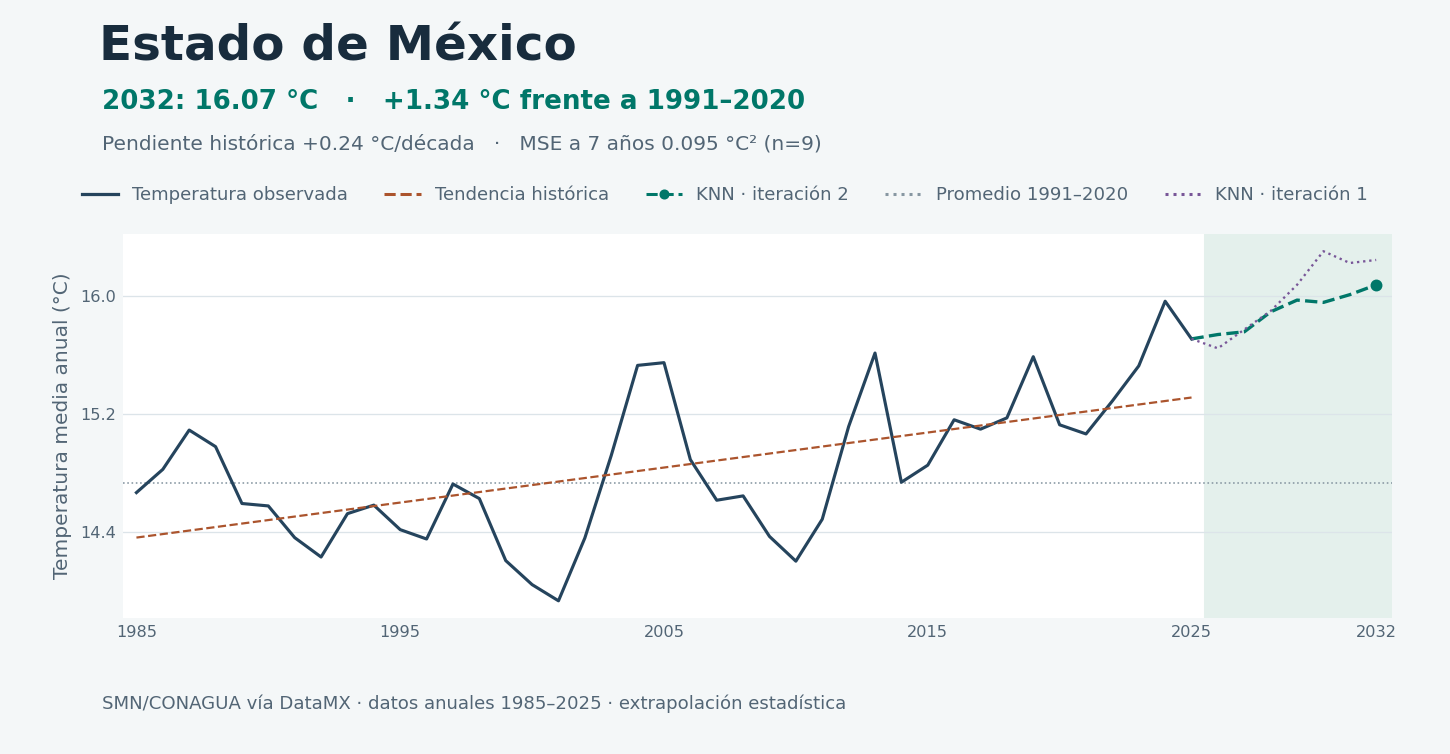 Estado de México
2032: 16.07 °C · +1.34 °C frente a 1991–2020
Pendiente histórica +0.24 °C/década · MSE a 7 años 0.095 °C² (n=9)
Temperatura observada Tendencia histórica KNN · iteración 2 Promedio 1991–2020 KNN · iteración 1
Temperatura media anual (°C)
16.0
15.2
14.4
1985 1995 2005 2015 2025 2032
SMN/CONAGUA vía DataMX · datos anuales 1985–2025 · extrapolación estadística